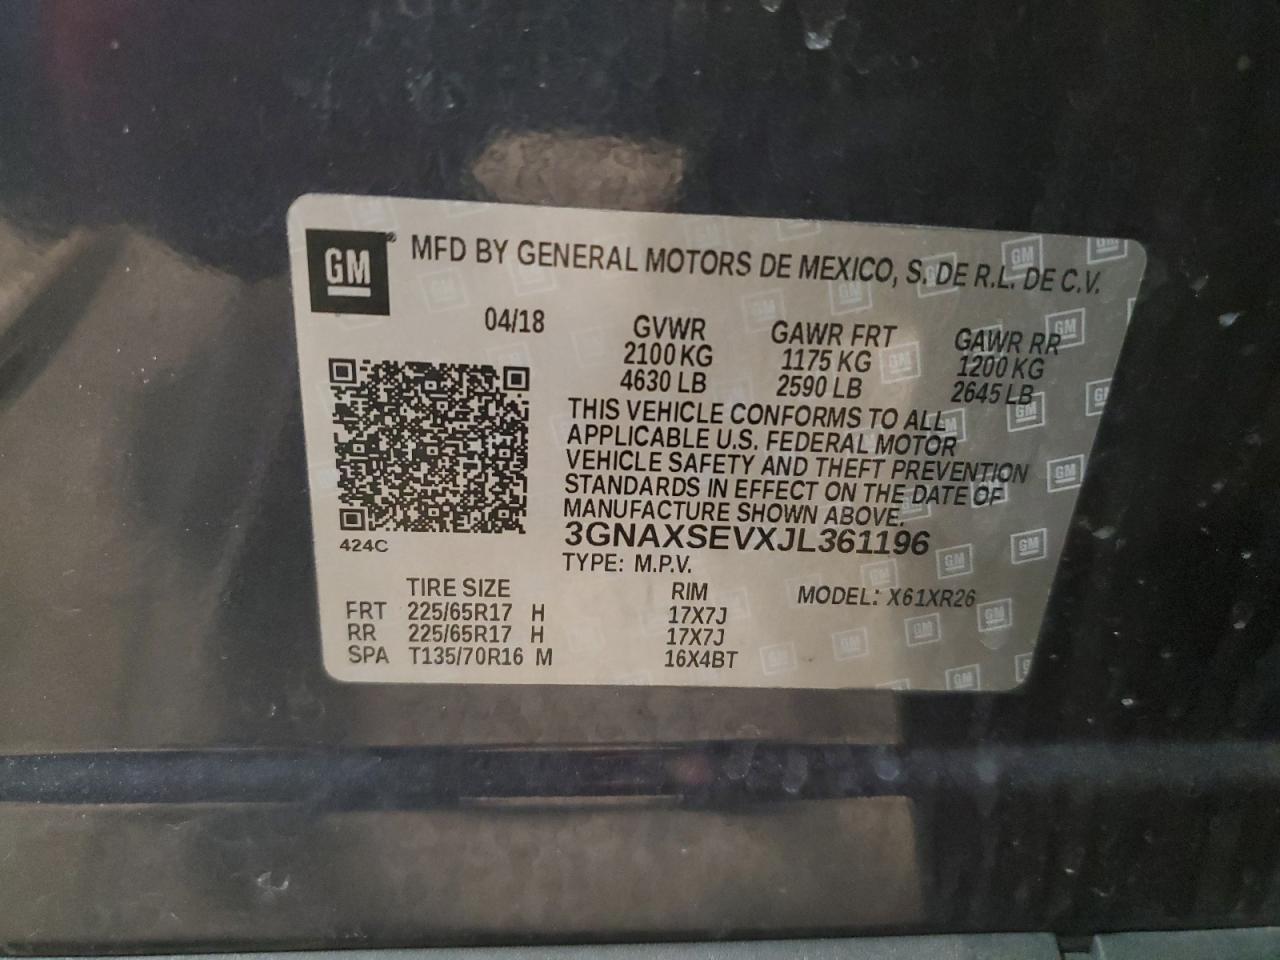 GM
MFD BY GENERAL MOTORS DE MEXICO, S. DE R.L. DE C.V.
04/18
GVWR GAWR FRT GAWR RR
2100 KG 1175 KG 1200 KG
4630 LB 2590 LB 2645 LB
THIS VEHICLE CONFORMS TO ALL
APPLICABLE U.S. FEDERAL MOTOR
VEHICLE SAFETY AND THEFT PREVENTION
STANDARDS IN EFFECT ON THE DATE OF
MANUFACTURE SHOWN ABOVE.
3GNAXSEVXJL361196
424C
TYPE: M.P.V.
TIRE SIZE RIM MODEL: X61XR26
FRT 225/65R17 H 17X7J
RR 225/65R17 H 17X7J
SPA T135/70R16 M 16X4BT